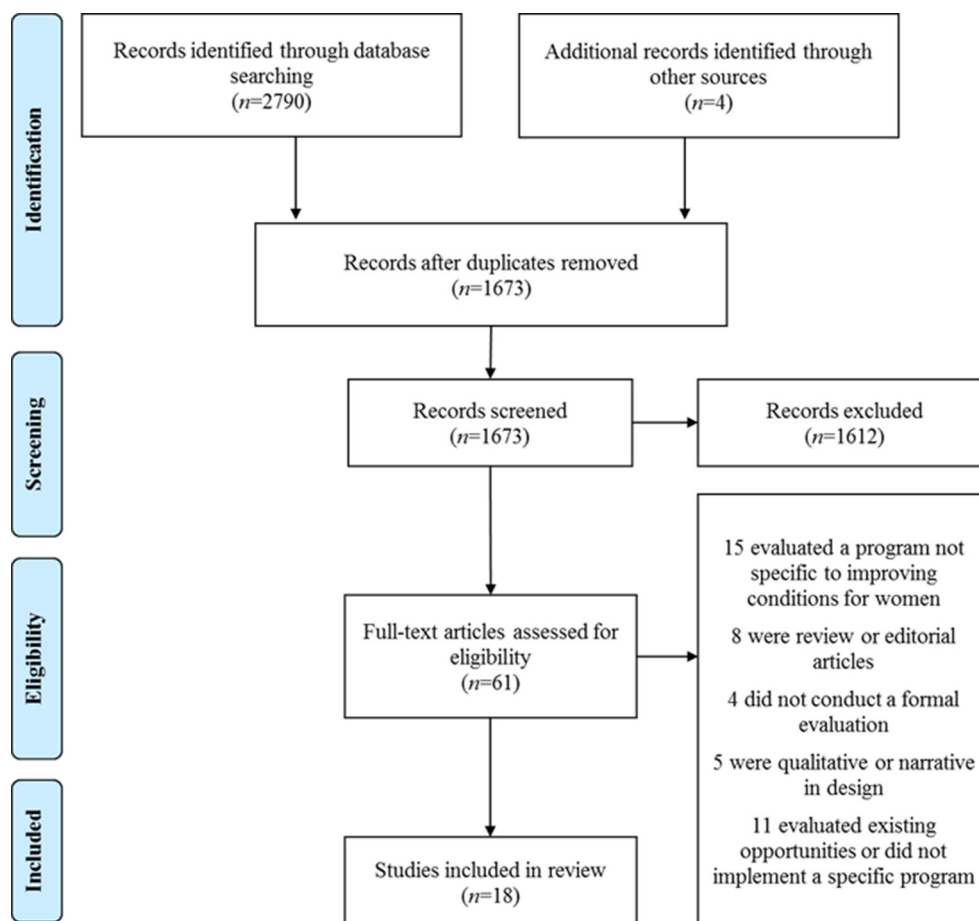 Identification
Records identified through database
searching
(n=2790)
Additional records identified through
other sources
(n=4)
Records after duplicates removed
(n=1673)
Screening
Records screened
(n=1673)
Records excluded
(n=1612)
Eligibility
Full-text articles assessed for
eligibility
(n=61)
15 evaluated a program not
specific to improving
conditions for women
8 were review or editorial
articles
4 did not conduct a formal
evaluation
5 were qualitative or narrative
in design
11 evaluated existing
opportunities or did not
implement a specific program
Included
Studies included in review
(n=18)